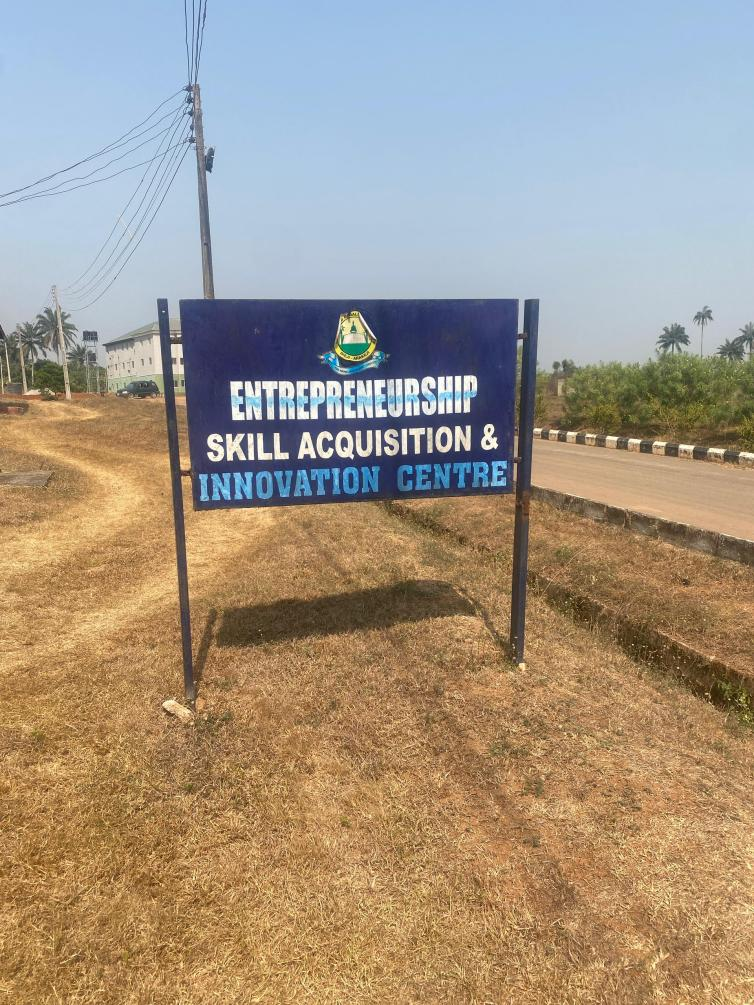 ENTREPRENEURSHIP
SKILL ACQUISITION &
INNOVATION CENTRE